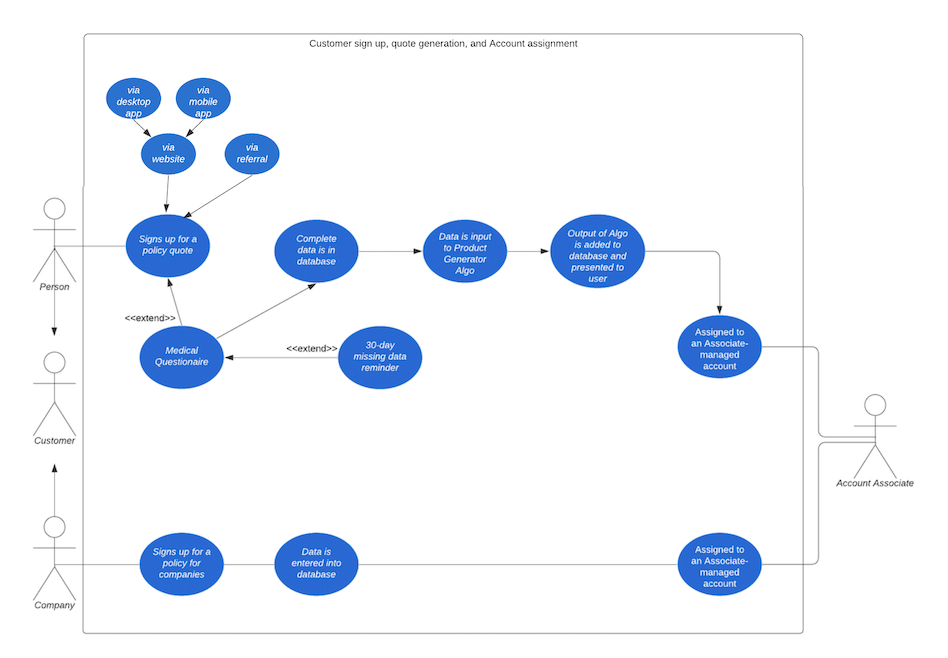 Customer sign up, quote generation, and Account assignment
via
desktop
app
via
mobile
app
via
website
via
referral
Signs up for a
policy quote
Complete
data is in
database
Data is input
to Product
Generator
Algo
Output of Algo
is added to
database and
presented to
user
Person
<<extend>>
Medical
Questionaire
<<extend>>
30-day
missing data
reminder
Assigned to
an Associate-
managed
account
Customer
Account Associate
Signs up for a
policy for
companies
Data is
entered into
database
Assigned to
an Associate-
managed
account
Company